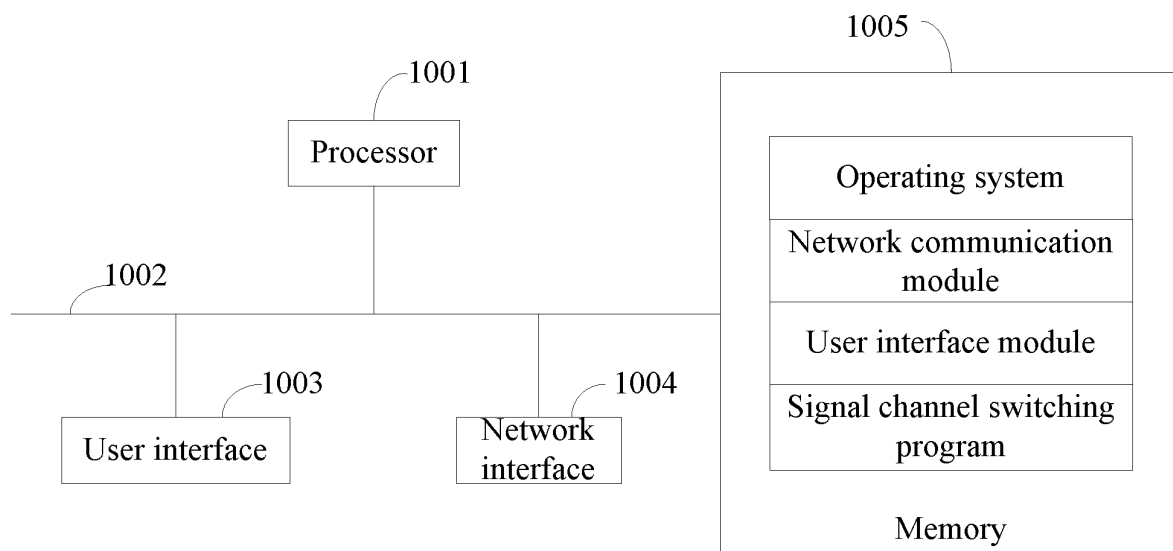 1005
1001
Processor
Operating system
Network communication
module
1002
User interface module
1003
1004
Signal channel switching
program
User interface
Network
interface
Memory